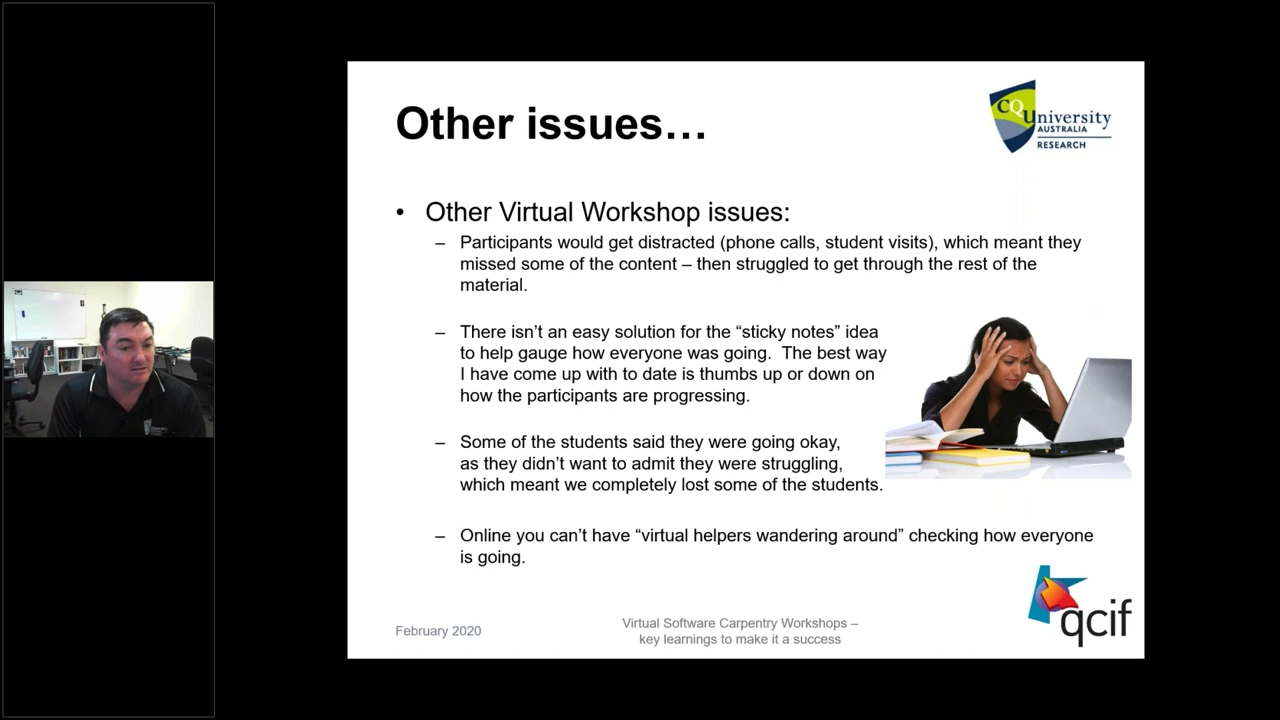 Other issues…
CQUniversity
AUSTRALIA
RESEARCH
• Other Virtual Workshop issues:
– Participants would get distracted (phone calls, student visits), which meant they
missed some of the content – then struggled to get through the rest of the
material.
– There isn’t an easy solution for the “sticky notes” idea
to help gauge how everyone was going.  The best way
I have come up with to date is thumbs up or down on
how the participants are progressing.
– Some of the students said they were going okay,
as they didn’t want to admit they were struggling,
which meant we completely lost some of the students.
– Online you can’t have “virtual helpers wandering around” checking how everyone
is going.
February 2020
Virtual Software Carpentry Workshops –
key learnings to make it a success
qcif